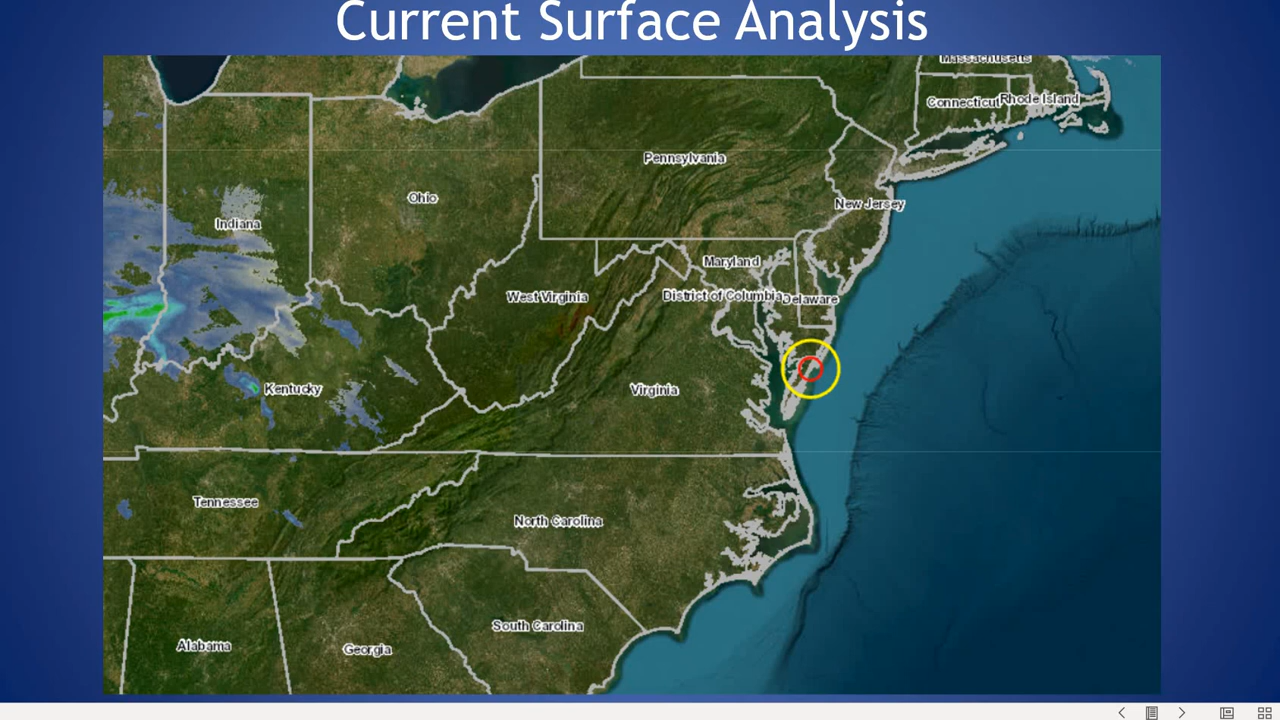 Current Surface Analysis
Massachusetts
Connecticut
Rhode Island
Pennsylvania
Ohio
New Jersey
Indiana
Maryland
West Virginia
District of Columbia
Delaware
Kentucky
Virginia
Tennessee
North Carolina
South Carolina
Alabama
Georgia